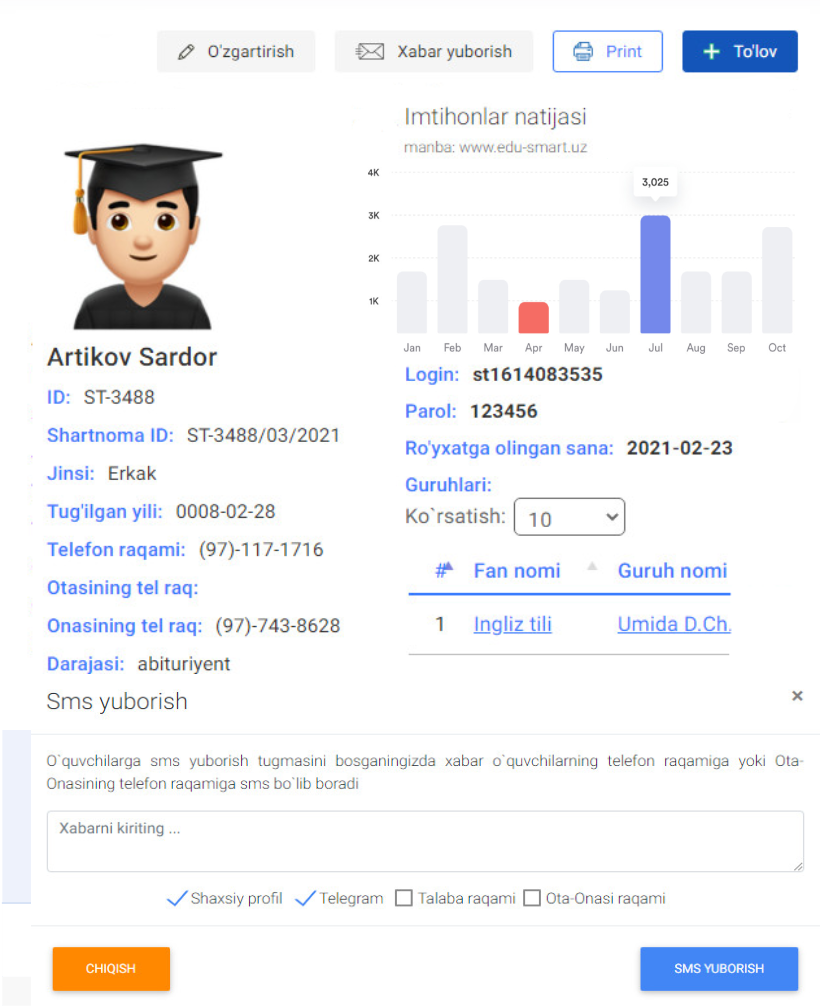 O'zgartirish
Xabar yuborish
Print
To'lov
Imtihonlar natijasi
manba: www.edu-smart.uz
4K
3K
2K
1K
3,025
Jan Feb Mar Apr May Jun Jul Aug Sep Oct
Artikov Sardor
ID: ST-3488
Shartnoma ID: ST-3488/03/2021
Jinsi: Erkak
Tug'ilgan yili: 0008-02-28
Telefon raqami: (97)-117-1716
Otasining tel raq:
Onasining tel raq: (97)-743-8628
Darajasi: abituriyent
Login: st1614083535
Parol: 123456
Ro'yxatga olingan sana: 2021-02-23
Guruhlari:
Ko`rsatish: 10
# Fan nomi Guruh nomi
1 Ingliz tili Umida D.Ch.
Sms yuborish
×
O`quvchilarga sms yuborish tugmasini bosganingizda xabar o`quvchilarning telefon raqamiga yoki Ota-
Onasining telefon raqamiga sms bo`lib boradi
Xabarni kiriting ...
Shaxsiy profil Telegram Talaba raqami Ota-Onasi raqami
CHIQISH
SMS YUBORISH